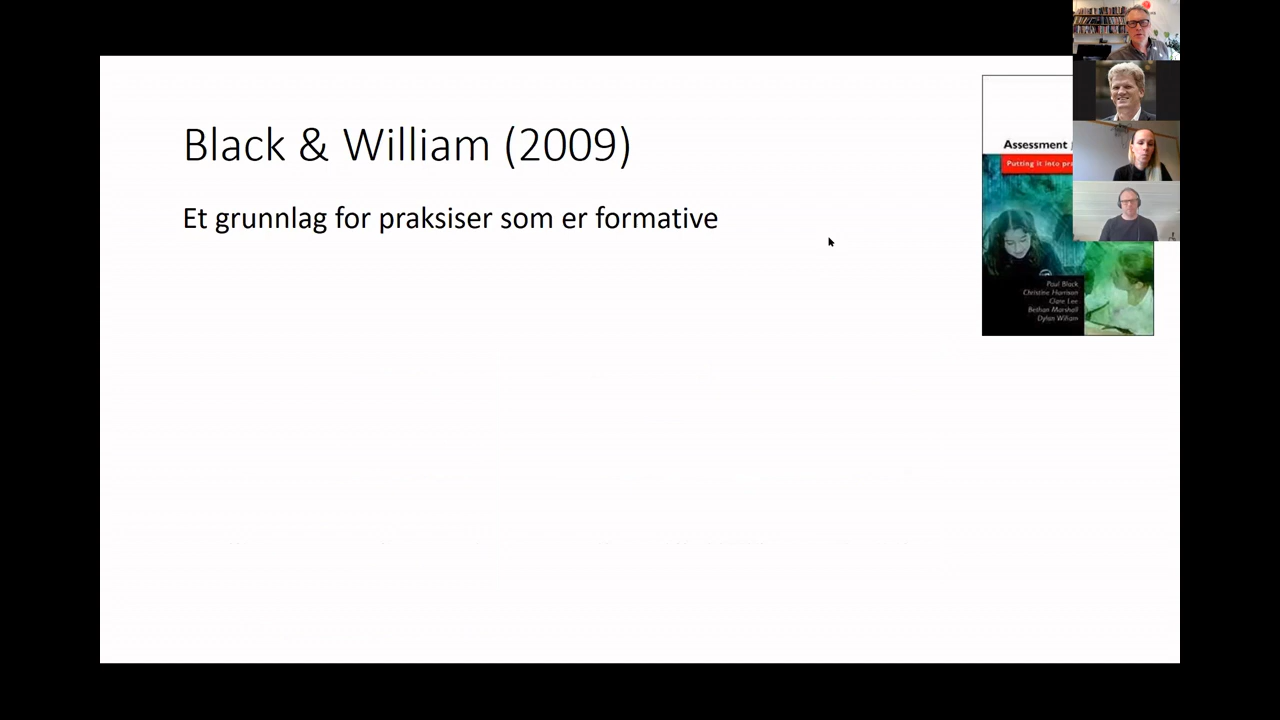 Black & William (2009)
Et grunnlag for praksiser som er formative
Assessment
Putting it into pra
Paul Black
Christine Harrison
Clare Lee
Bethan Marshall
Dylan Wiliam